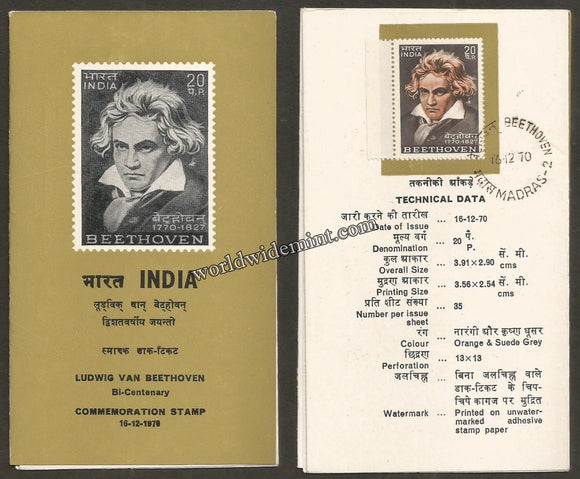 भारत
INDIA
20
पै. P.
बेट्होवन
1770-1827
BEETHOVEN
भारत INDIA
लूड्विक वान् बेट्होवन्
द्विशतवर्षीय जयन्ती
स्मारक डाक-टिकट
LUDWIG VAN BEETHOVEN
Bi-Centenary
COMMEMORATION STAMP
16-12-1970
भारत
INDIA
20
पै. P.
बेट्होवन
1770-1827
BEETHOVEN
BEETHOVEN
16-12 70
मद्रास MADRAS-2
तकनीकी आंकड़े
TECHNICAL DATA
जारी करने की तारीख ... 16-12-70
Date of Issue
मूल्य वर्ग ... 20 पै.
Denomination P.
कुल आकार ... 3.91×2.90 सें. मी.
Overall Size cms
मुद्रण आकार ... 3.56×2.54 सें. मी.
Printing Size cms
प्रति शीट संख्या ... 35
Number per issue
sheet
रंग ... नारंगी और कृष्ण धूसर
Colour Orange & Suede Grey
छिद्रण ... 13×13
Perforation
जलचिह्न ... बिना जलचिह्न वाले
डाक-टिकट के चिप-
चिपे कागज पर मुद्रित
Watermark ... Printed on unwater-
marked adhesive
stamp paper
worldwidemint.com